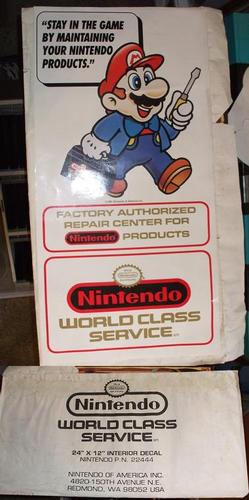 "STAY IN THE GAME
BY MAINTAINING
YOUR NINTENDO
PRODUCTS."
FACTORY AUTHORIZED
REPAIR CENTER FOR
Nintendo PRODUCTS
Nintendo
WORLD CLASS
SERVICE
Nintendo
WORLD CLASS
SERVICE
24" X 12" INTERIOR DECAL
NINTENDO P.N. 22444
NINTENDO OF AMERICA INC.
4820-150TH AVENUE N.E.
REDMOND, WA 98052 USA